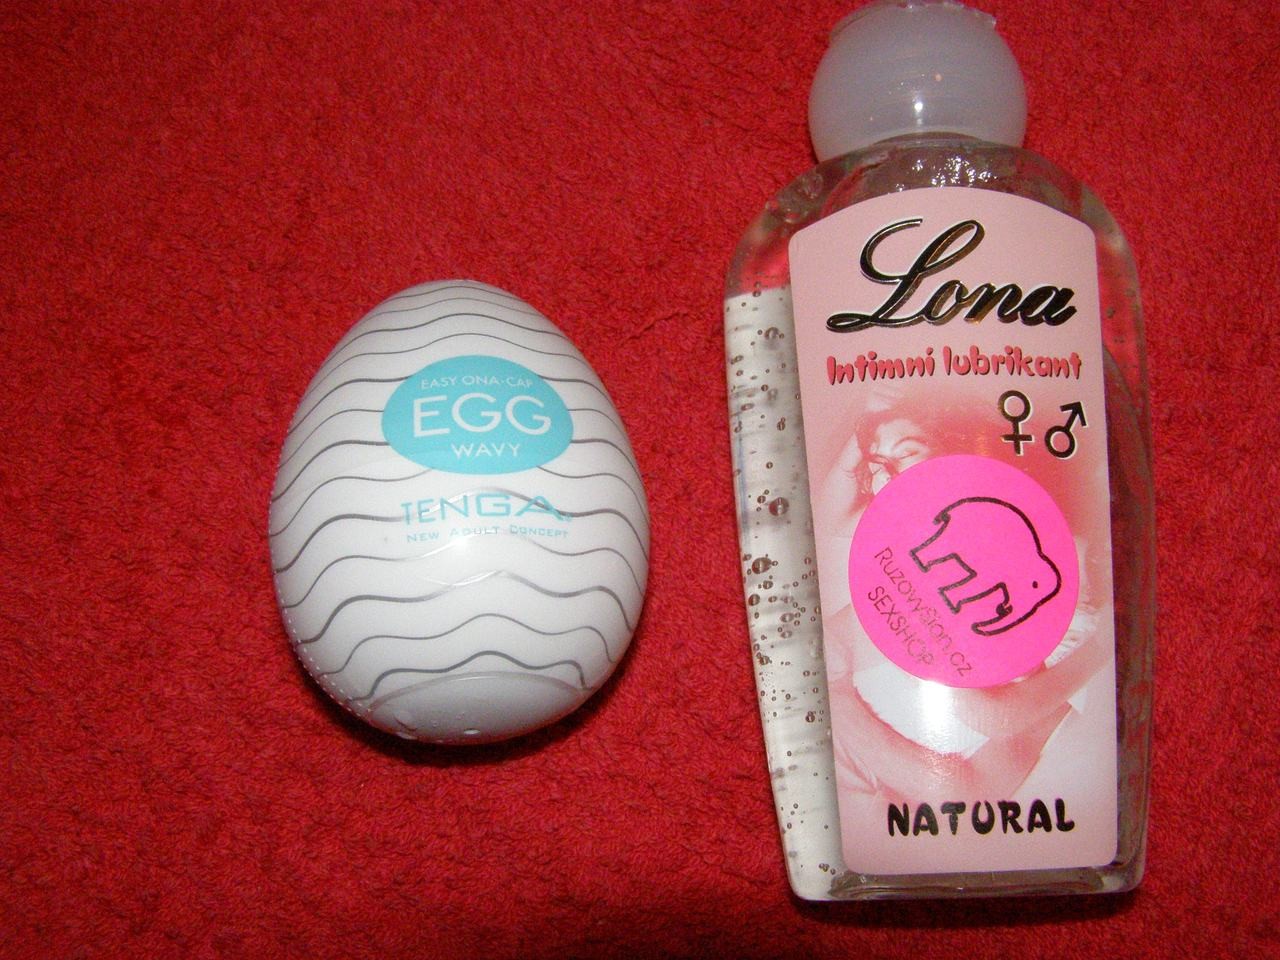 EASY ONA-CAP
EGG
WAVY
TENGA
NEW ADULT CONCEPT
Lona
Intimní lubrikant
Ruzovyslon.cz
SEXSHOP
NATURAL